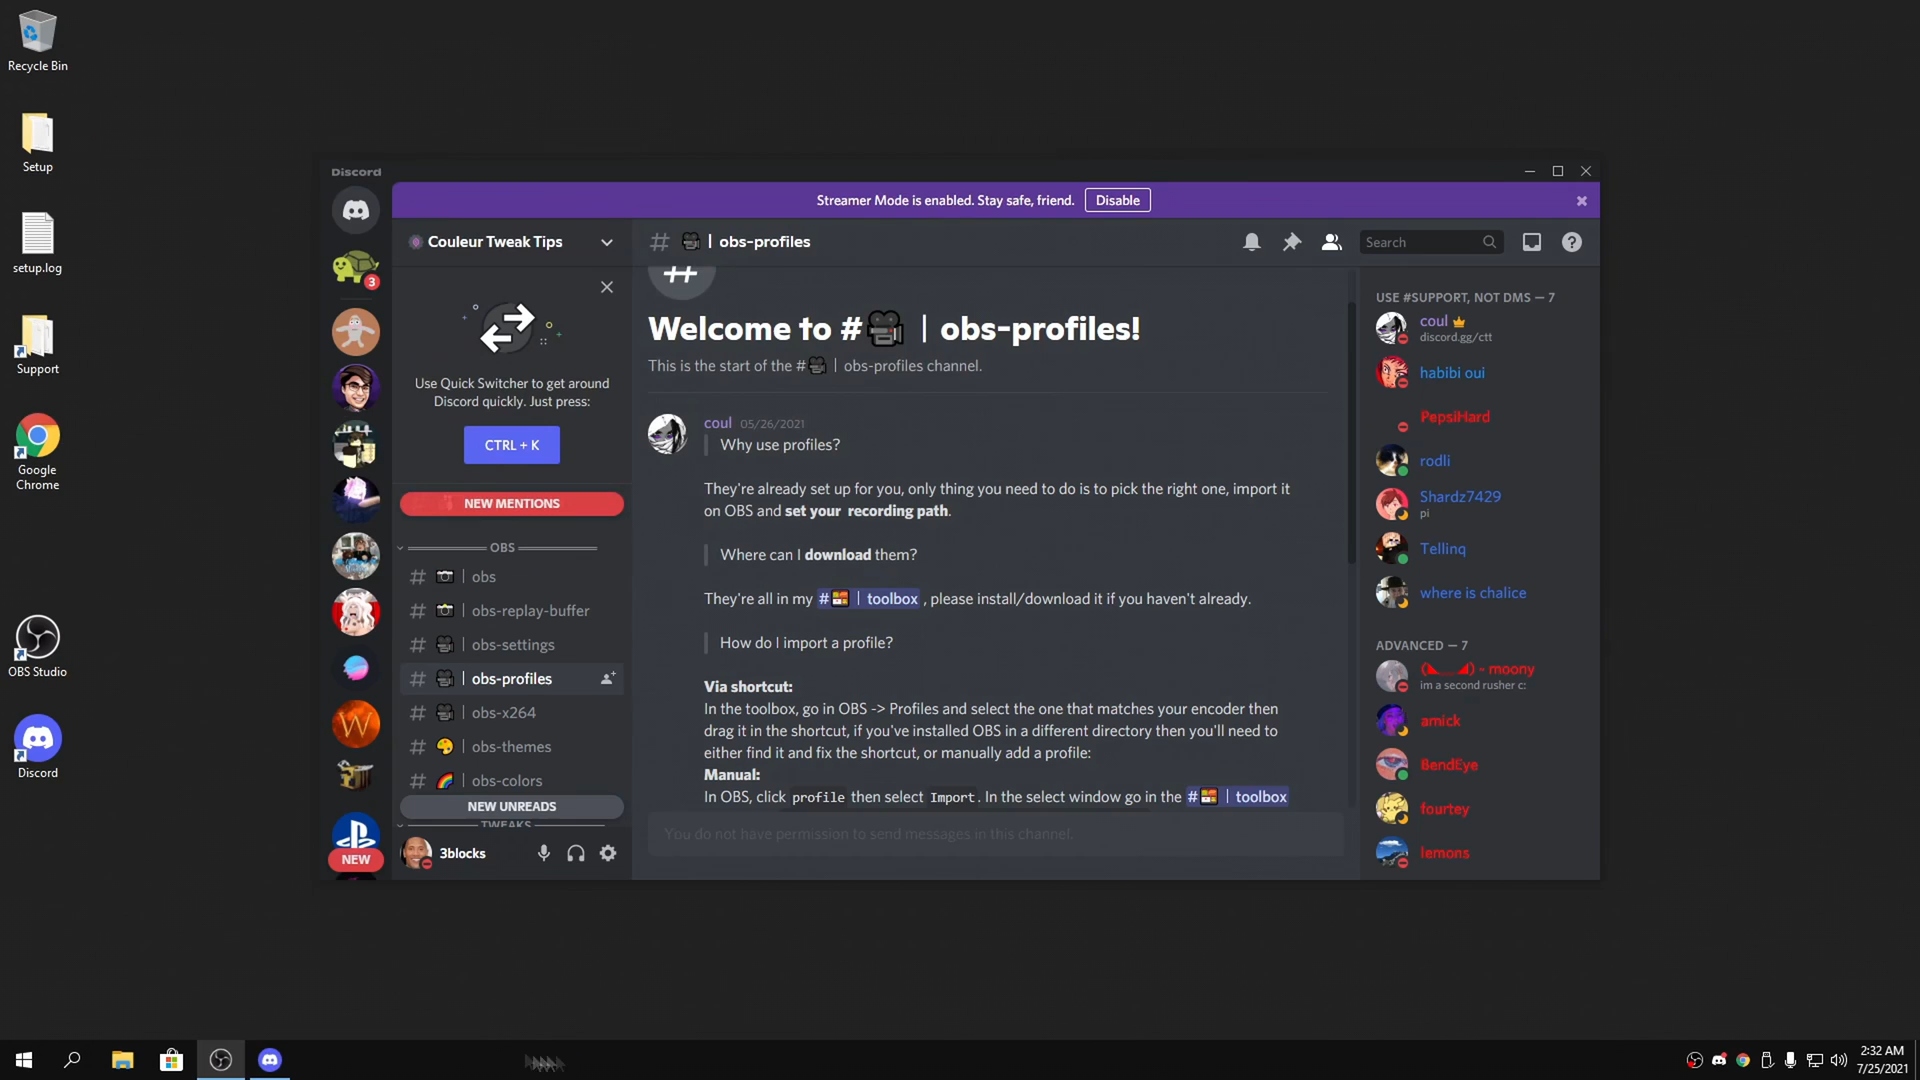 Recycle Bin
Setup
setup.log
Support
Google
Chrome
OBS Studio
Discord
Discord
Streamer Mode is enabled. Stay safe, friend. Disable
3
W
NEW
Couleur Tweak Tips
Use Quick Switcher to get around
Discord quickly. Just press:
CTRL + K
NEW MENTIONS
OBS
# | obs
# | obs-replay-buffer
# | obs-settings
# | obs-profiles
# | obs-x264
# | obs-themes
# | obs-colors
NEW UNREADS
TWEAKS
3blocks
# | obs-profiles
Search
#
Welcome to # | obs-profiles!
This is the start of the # | obs-profiles channel.
coul 05/26/2021
Why use profiles?
They're already set up for you, only thing you need to do is to pick the right one, import it
on OBS and set your recording path.
Where can I download them?
They're all in my # | toolbox , please install/download it if you haven't already.
How do I import a profile?
Via shortcut:
In the toolbox, go in OBS -> Profiles and select the one that matches your encoder then
drag it in the shortcut, if you've installed OBS in a different directory then you'll need to
either find it and fix the shortcut, or manually add a profile:
Manual:
In OBS, click profile then select Import. In the select window go in the # | toolbox
You do not have permission to send messages in this channel.
USE #SUPPORT, NOT DMS — 7
coul
discord.gg/ctt
habibi oui
PepsiHard
rodli
Shardz7429
pi
Tellinq
where is chalice
ADVANCED — 7
- moony
im a second rusher c:
amick
BendEye
fourtey
lemons
2:32 AM
7/25/2021